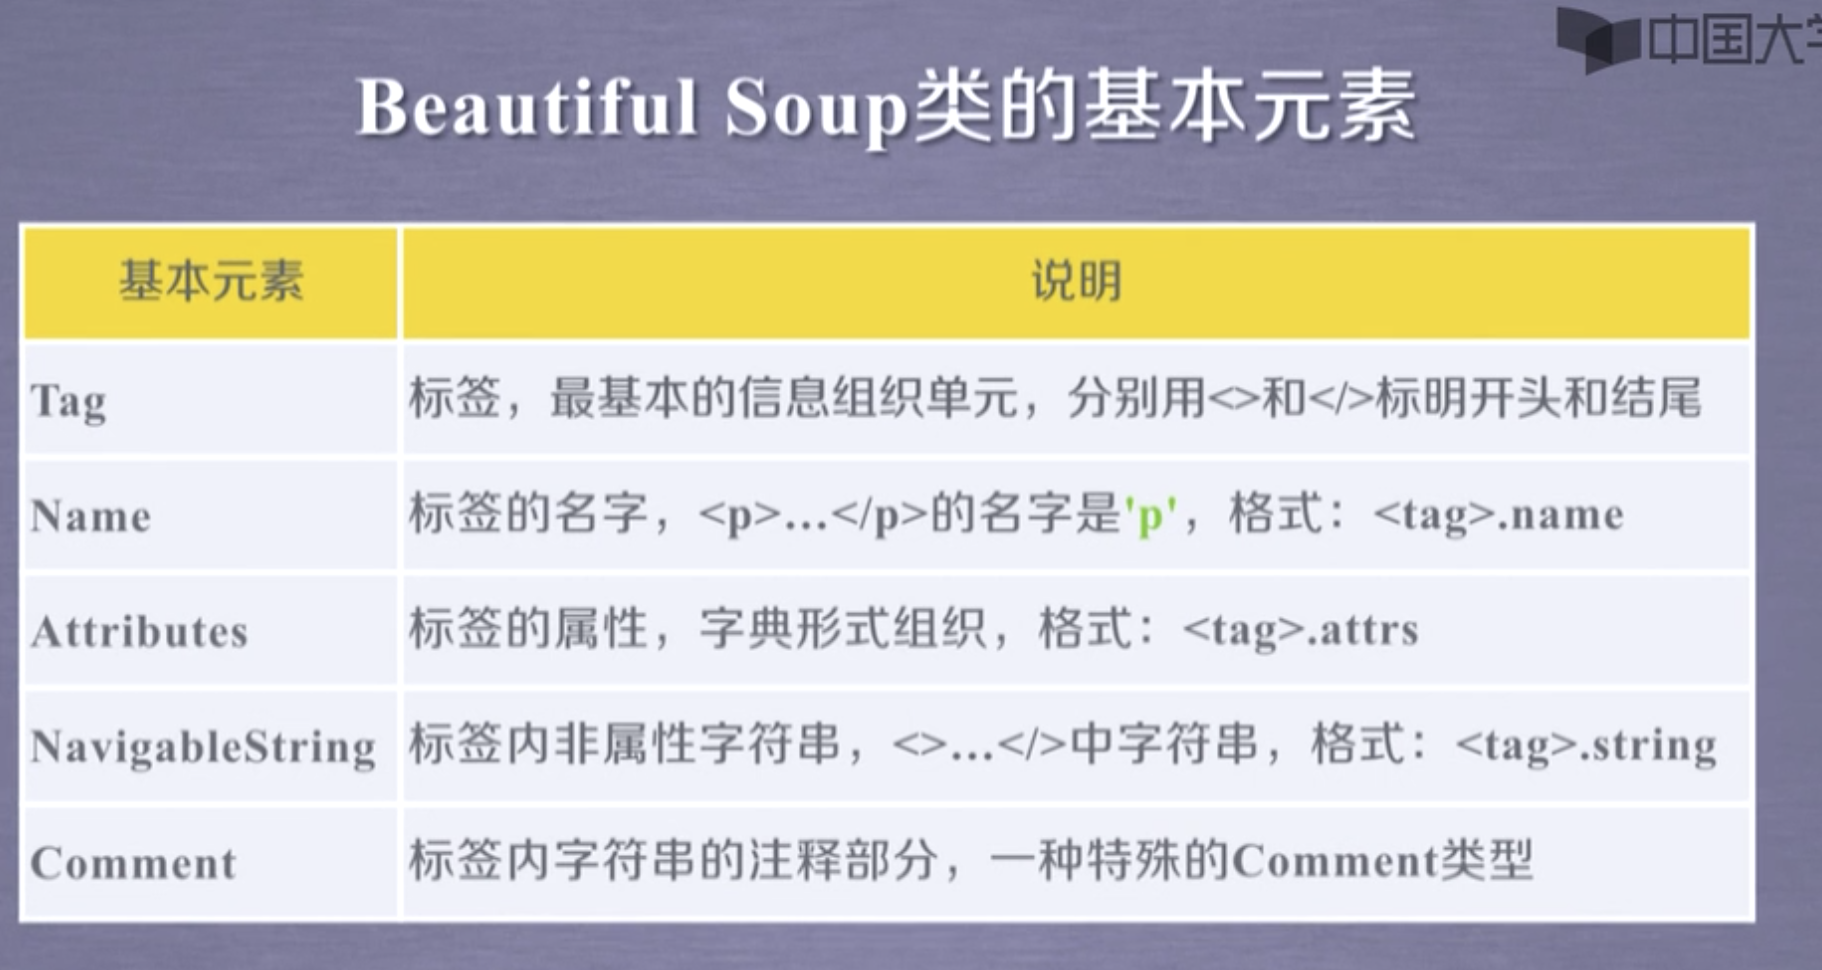 中国大学
Beautiful Soup类的基本元素
基本元素 说明
Tag 标签，最基本的信息组织单元，分别用<>和</>标明开头和结尾
Name 标签的名字，<p>…</p>的名字是'p'，格式：<tag>.name
Attributes 标签的属性，字典形式组织，格式：<tag>.attrs
NavigableString 标签内非属性字符串，<>…</>中字符串，格式：<tag>.string
Comment 标签内字符串的注释部分，一种特殊的Comment类型